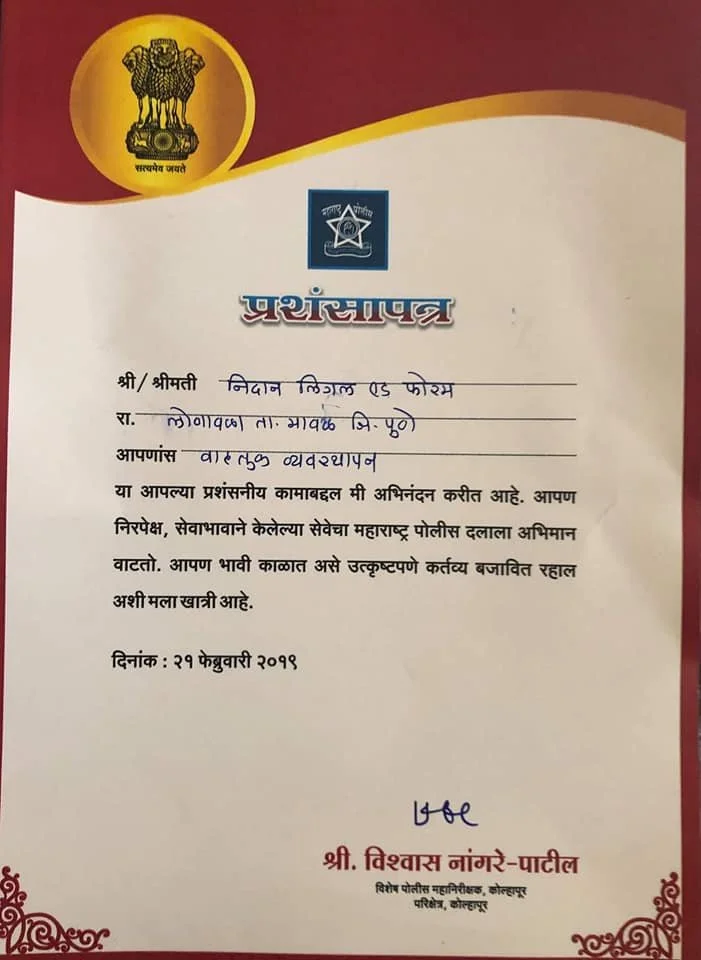 सत्यमेव जयते
महाराष्ट्र पोलीस
प्रशंसापत्र
श्री/ श्रीमती निदान लिगल एड फोरम
रा. लोणावळा ता. मावळ जि. पुणे
आपणांस वाहतुक व्यवस्थापन
या आपल्या प्रशंसनीय कामाबद्दल मी अभिनंदन करीत आहे. आपण
निरपेक्ष, सेवाभावाने केलेल्या सेवेचा महाराष्ट्र पोलीस दलाला अभिमान
वाटतो. आपण भावी काळात असे उत्कृष्टपणे कर्तव्य बजावित रहाल
अशी मला खात्री आहे.
दिनांक : २१ फेब्रुवारी २०१९
श्री. विश्वास नांगरे-पाटील
विशेष पोलीस महानिरीक्षक, कोल्हापूर
परिक्षेत्र, कोल्हापूर